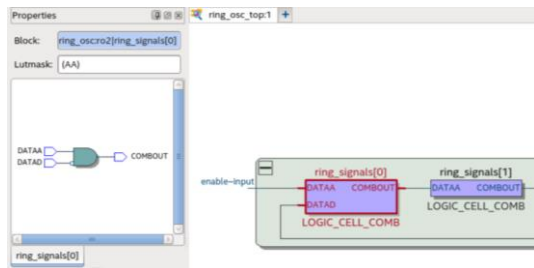 Properties
ring_osc_top:1
Block:
ring_osc:ro2|ring_signals[0]
Lutmask:
{AA}
DATAA
DATAD
COMBOUT
ring_signals[0]
enable-input
ring_signals[0]
ring_signals[1]
DATAA COMBOUT
DATAA COMBOUT
DATAD
LOGIC_CELL_COMB
LOGIC_CELL_COMB